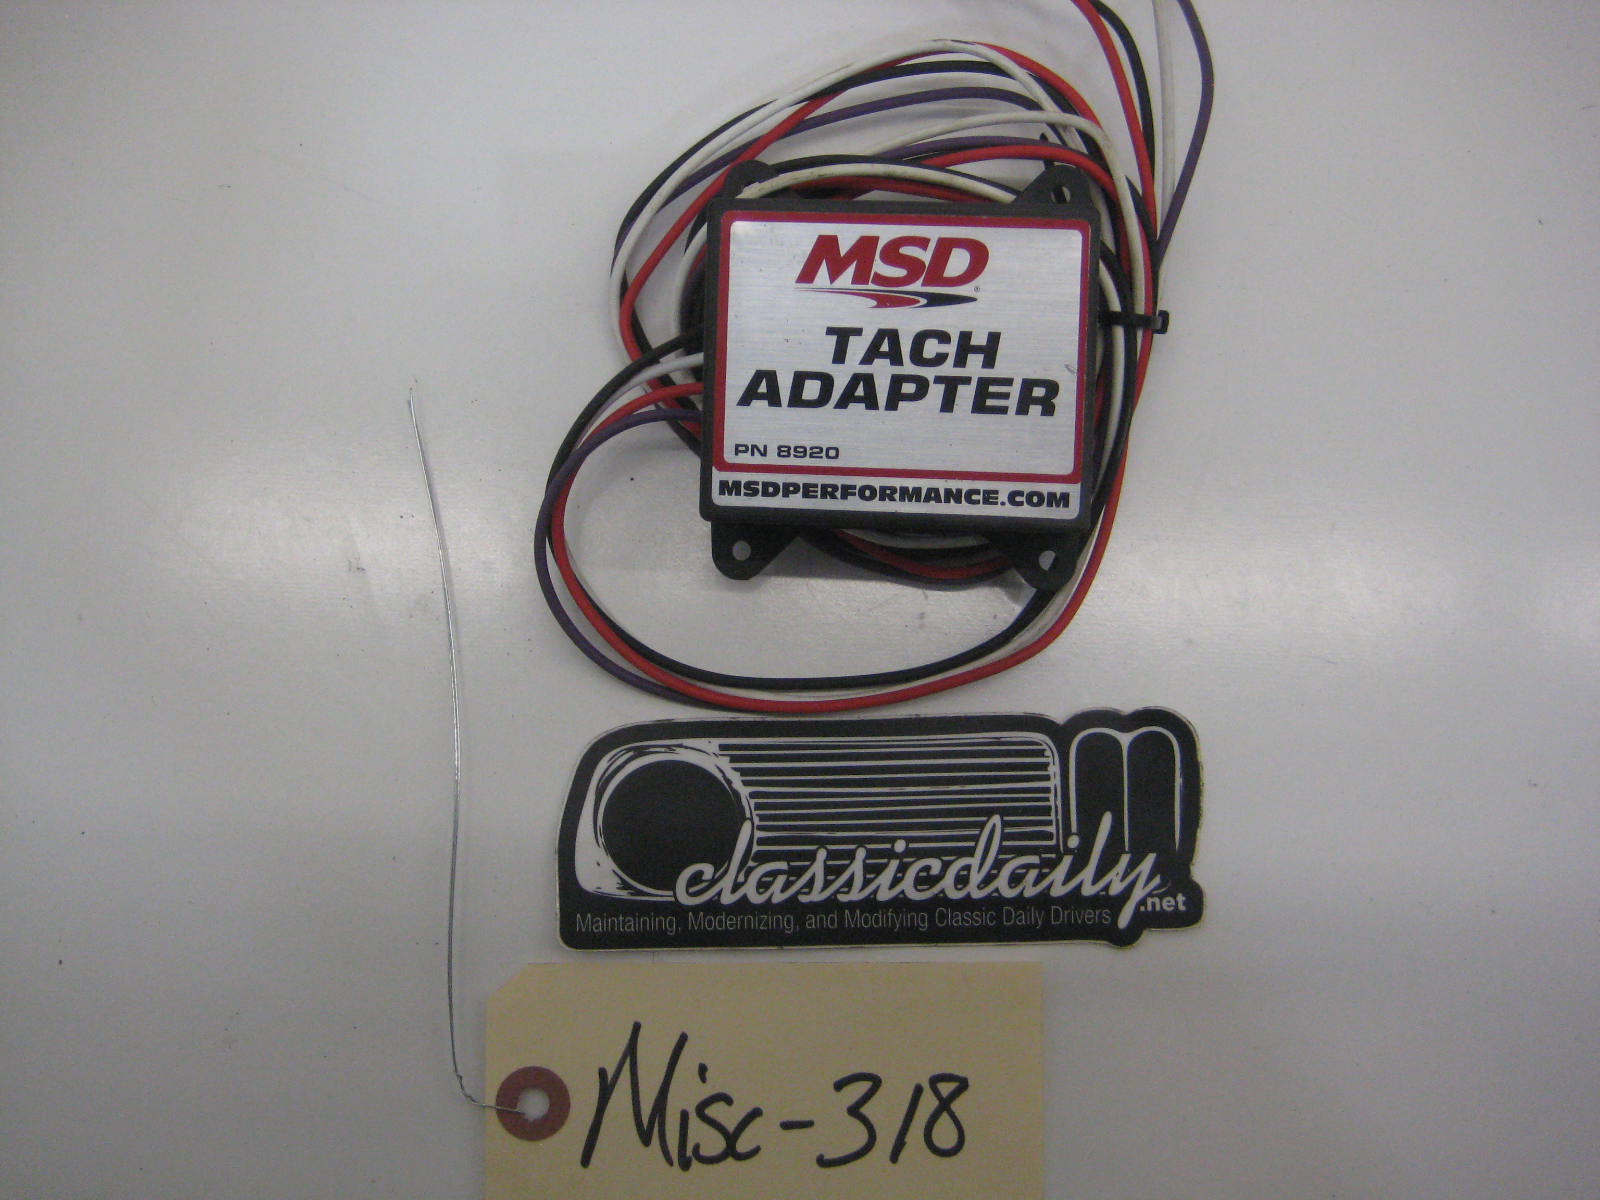 MSD®
TACH
ADAPTER
PN 8920
MSDPERFORMANCE.COM
classicdaily.net
Maintaining, Modernizing, and Modifying Classic Daily Drivers
Misc-318